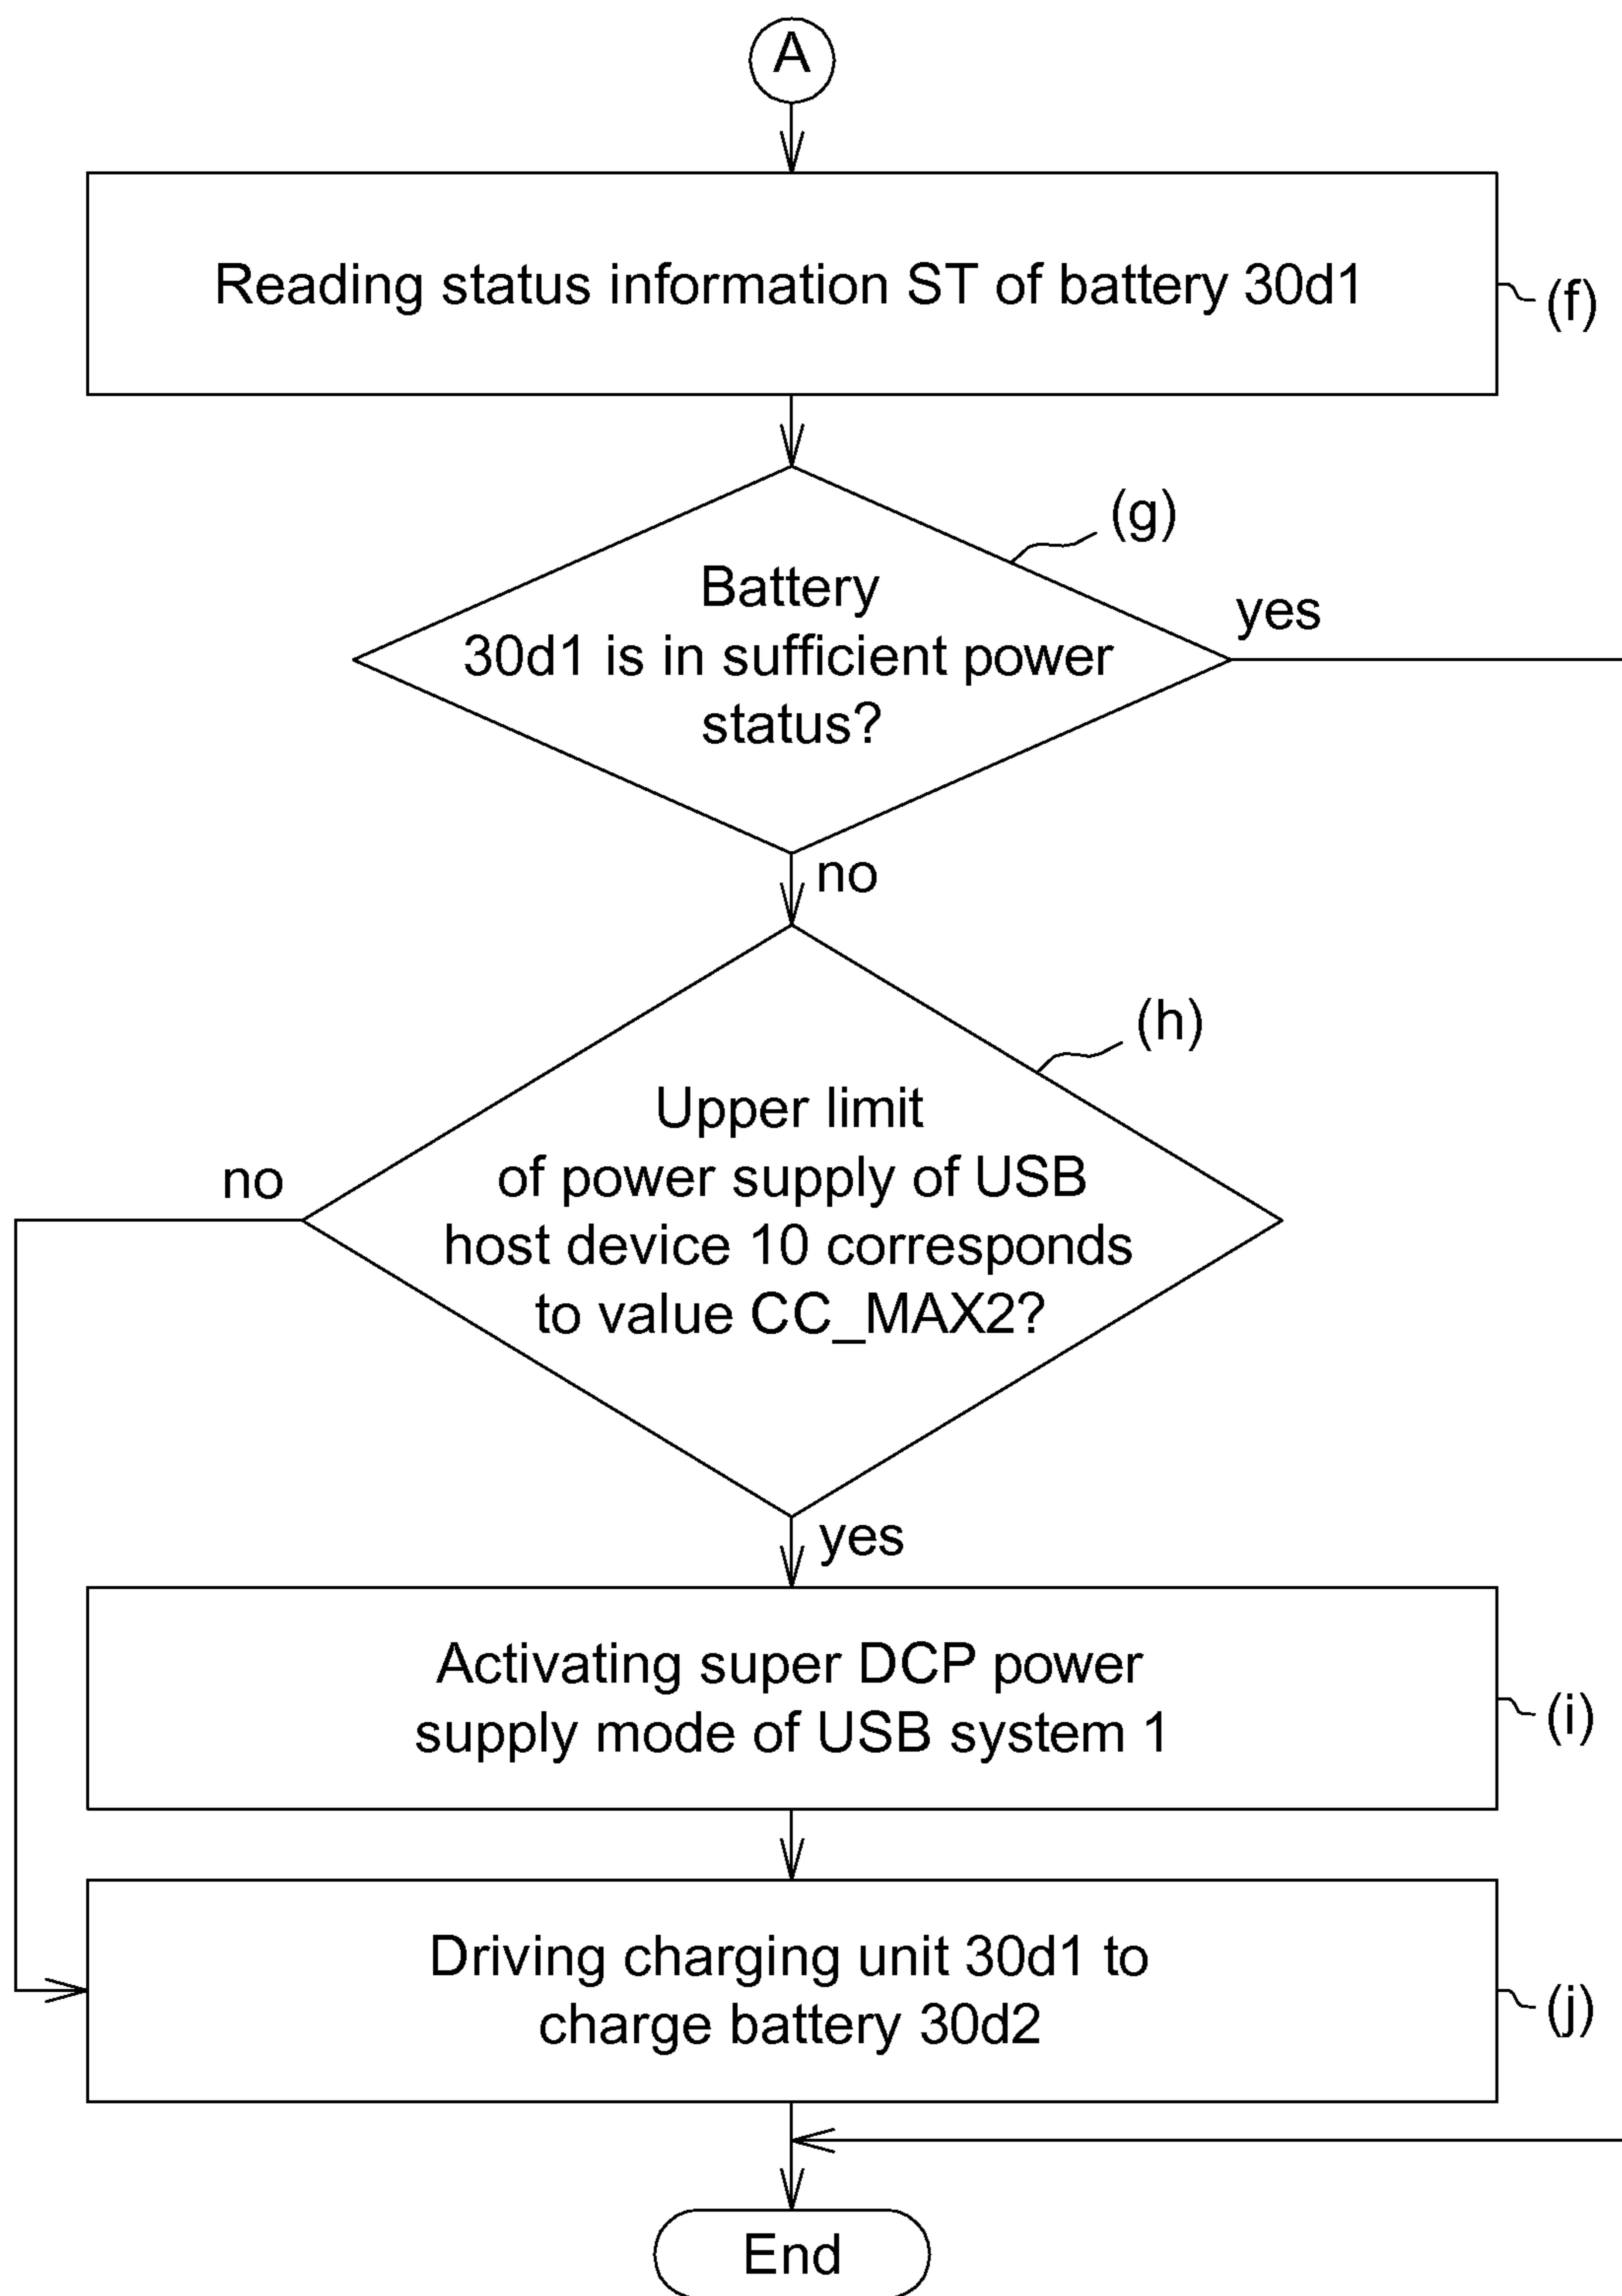 A
Reading status information ST of battery 30d1
(f)
(g)
Battery
30d1 is in sufficient power
status?
yes
no
(h)
Upper limit
of power supply of USB
host device 10 corresponds
to value CC_MAX2?
no
yes
Activating super DCP power
supply mode of USB system 1
(i)
Driving charging unit 30d1 to
charge battery 30d2
(j)
End